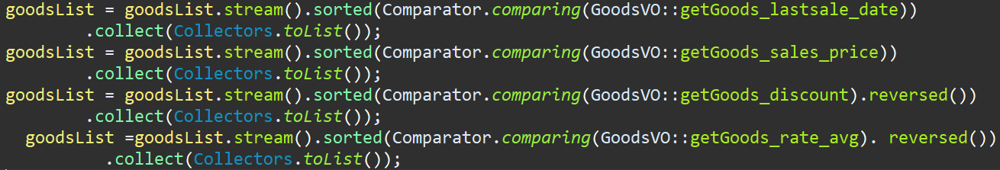 goodsList = goodsList.stream().sorted(Comparator.comparing(GoodsVO::getGoods_lastsale_date))
        .collect(Collectors.toList());
goodsList = goodsList.stream().sorted(Comparator.comparing(GoodsVO::getGoods_sales_price))
        .collect(Collectors.toList());
goodsList = goodsList.stream().sorted(Comparator.comparing(GoodsVO::getGoods_discount).reversed())
        .collect(Collectors.toList());
  goodsList =goodsList.stream().sorted(Comparator.comparing(GoodsVO::getGoods_rate_avg). reversed())
          .collect(Collectors.toList());